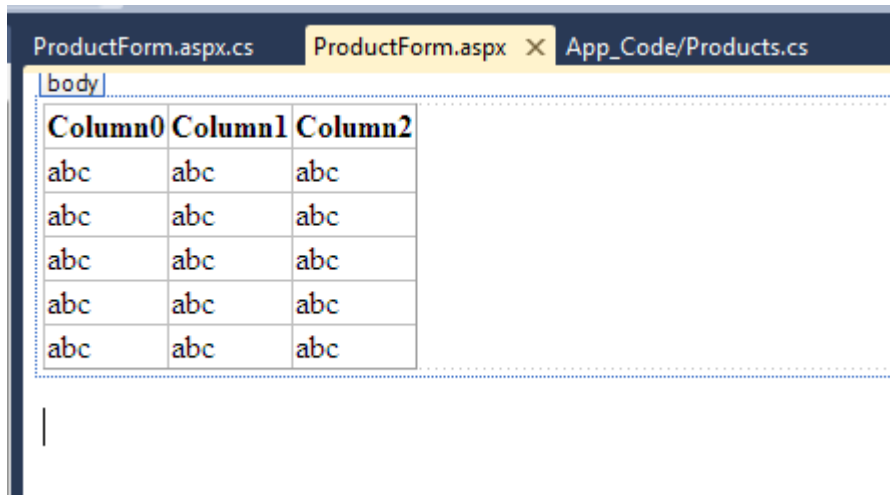 ProductForm.aspx.cs ProductForm.aspx × App_Code/Products.cs
body
Column0 Column1 Column2
abc abc abc
abc abc abc
abc abc abc
abc abc abc
abc abc abc